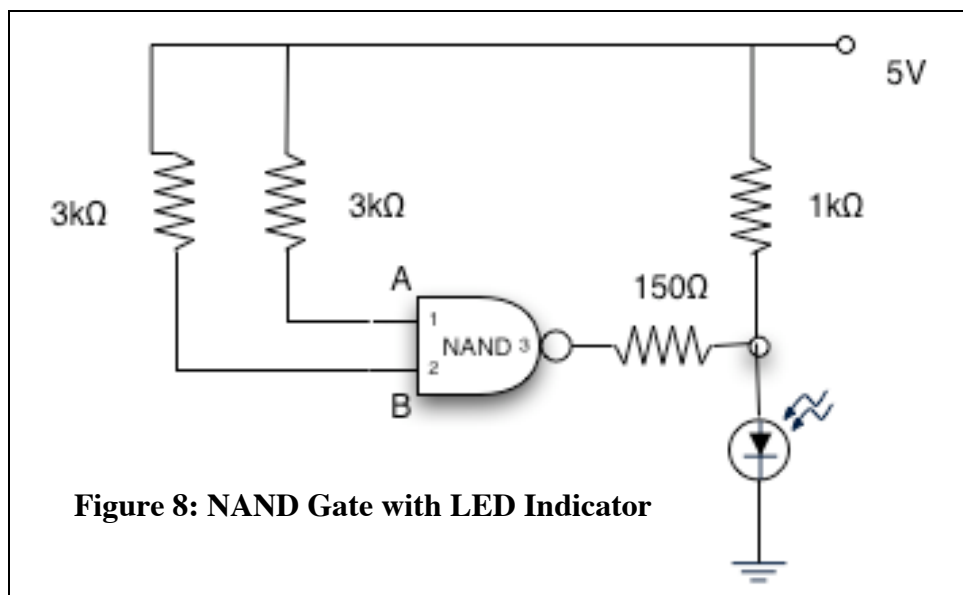 5V
3kΩ
3kΩ
1kΩ
A
150Ω
1
NAND 3
2
B
Figure 8: NAND Gate with LED Indicator